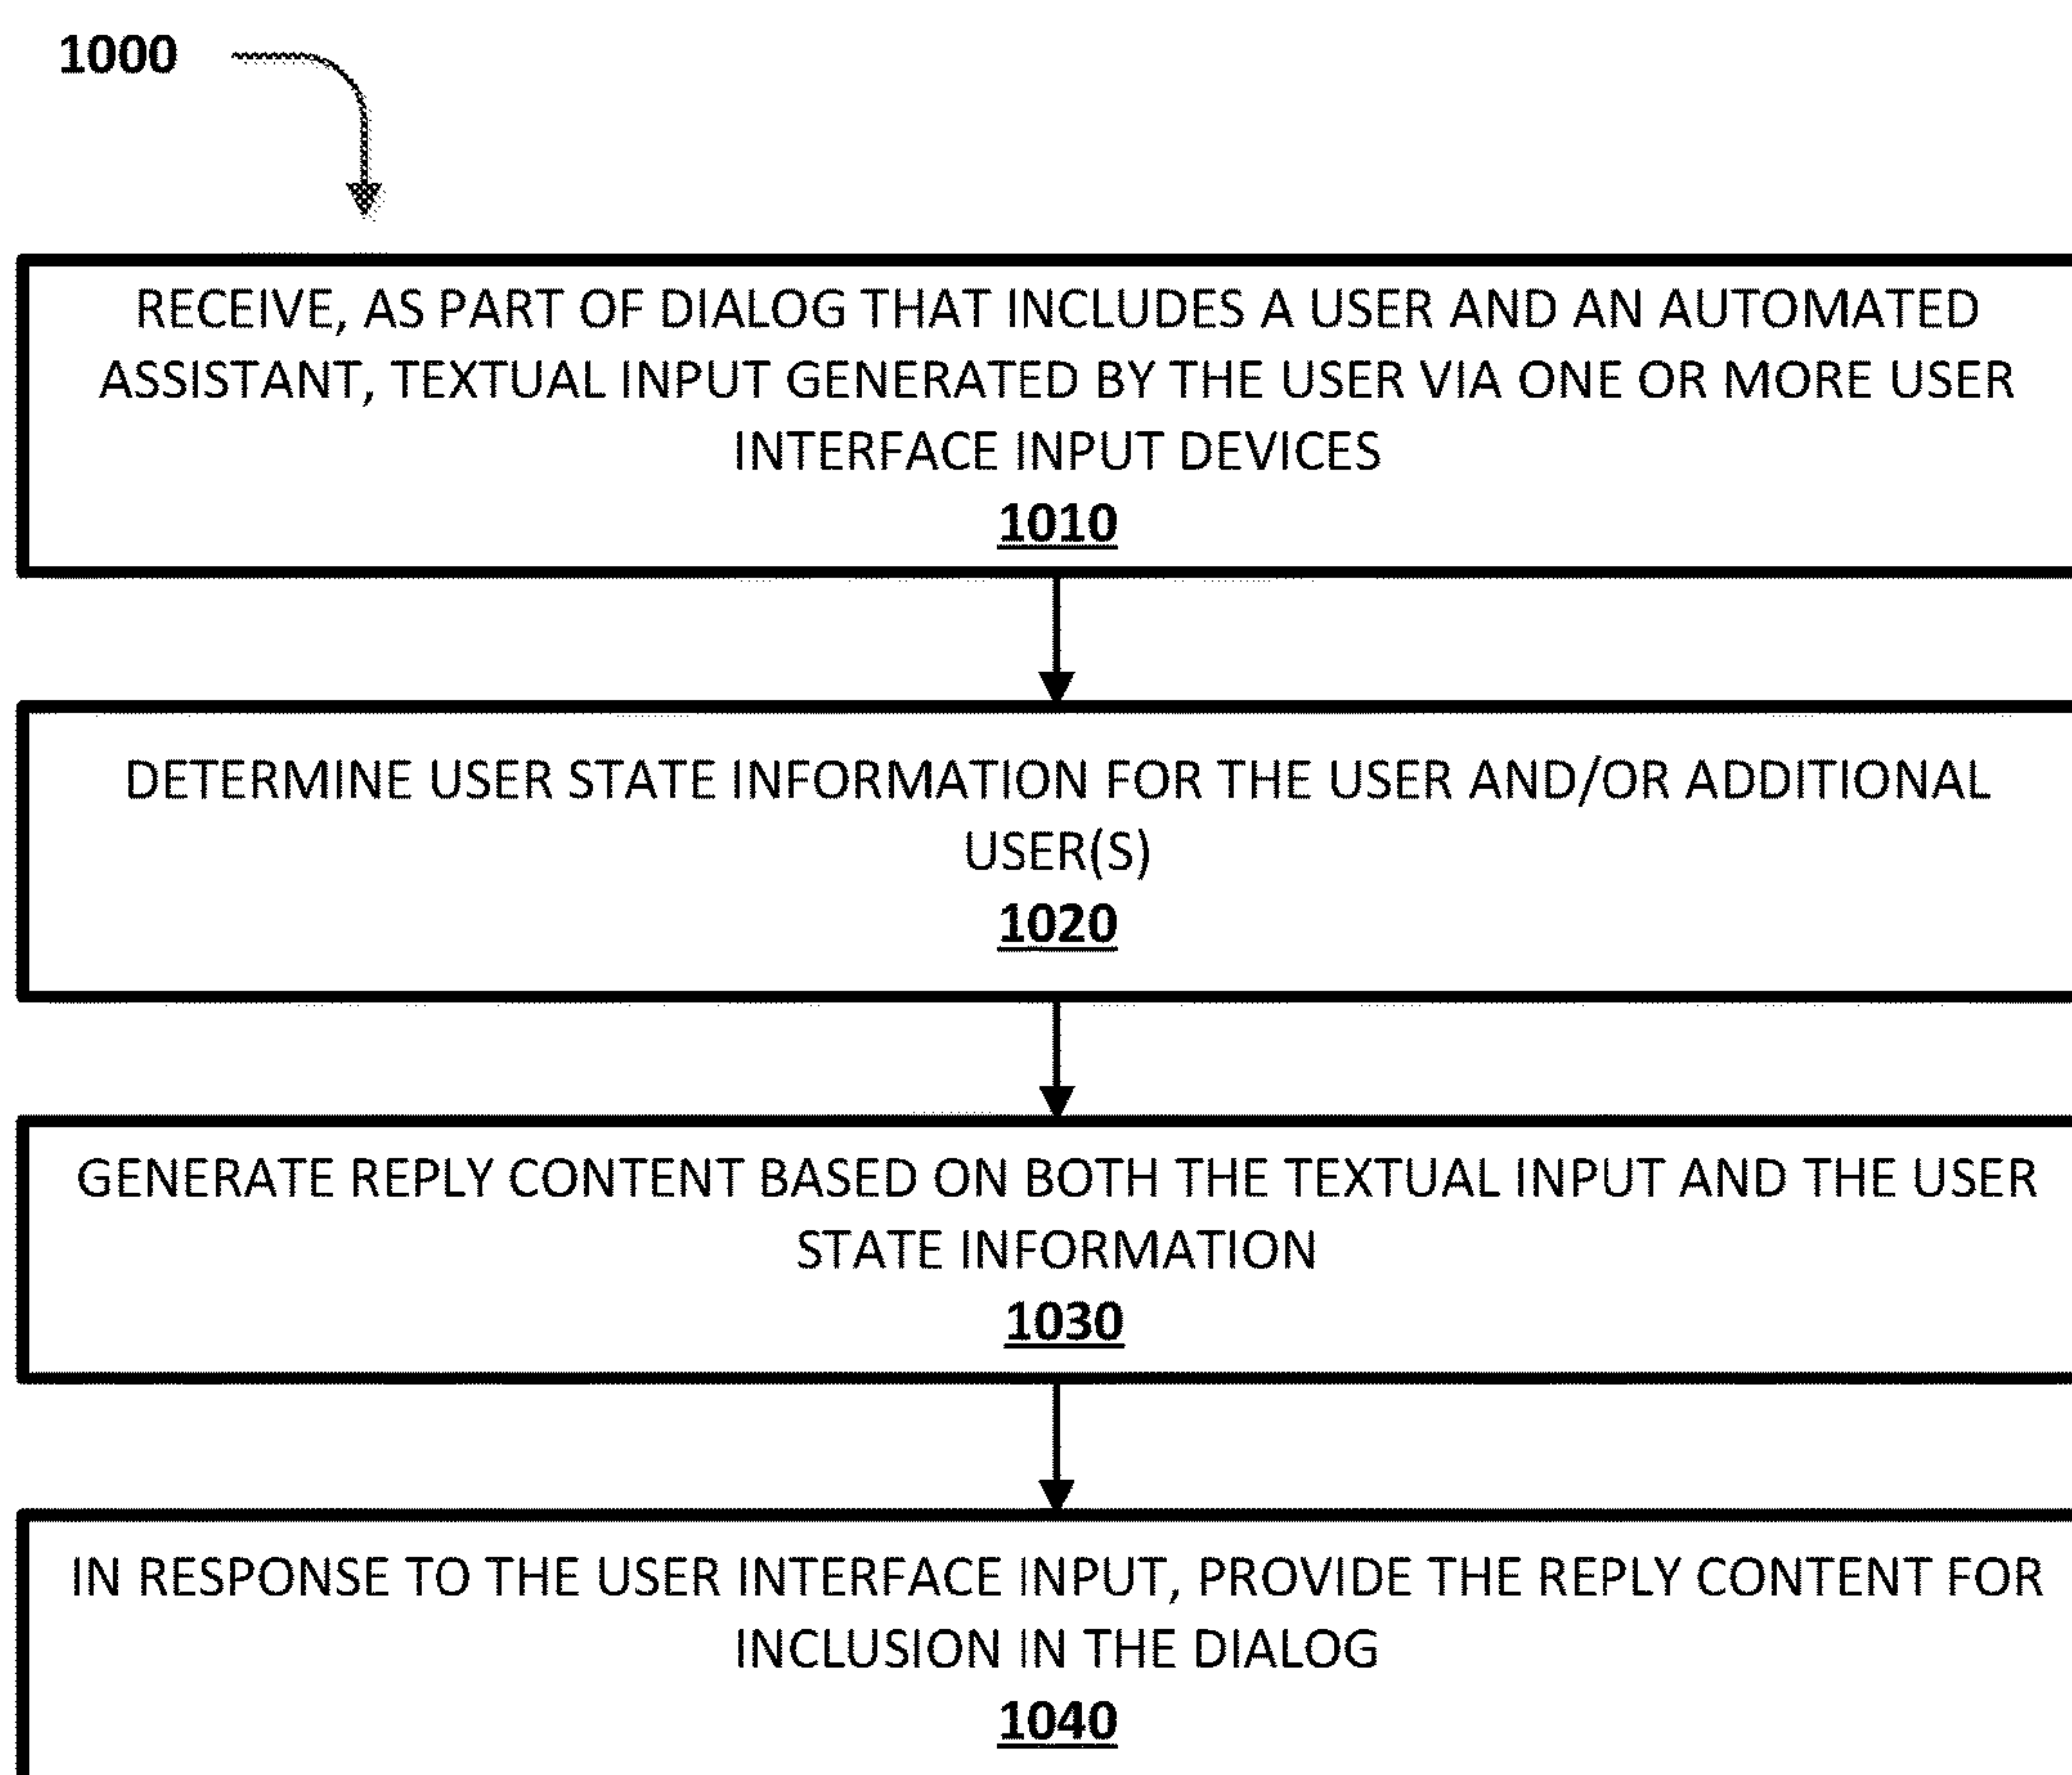 1000
RECEIVE, AS PART OF DIALOG THAT INCLUDES A USER AND AN AUTOMATED
ASSISTANT, TEXTUAL INPUT GENERATED BY THE USER VIA ONE OR MORE USER
INTERFACE INPUT DEVICES
1010
DETERMINE USER STATE INFORMATION FOR THE USER AND/OR ADDITIONAL
USER(S)
1020
GENERATE REPLY CONTENT BASED ON BOTH THE TEXTUAL INPUT AND THE USER
STATE INFORMATION
1030
IN RESPONSE TO THE USER INTERFACE INPUT, PROVIDE THE REPLY CONTENT FOR
INCLUSION IN THE DIALOG
1040